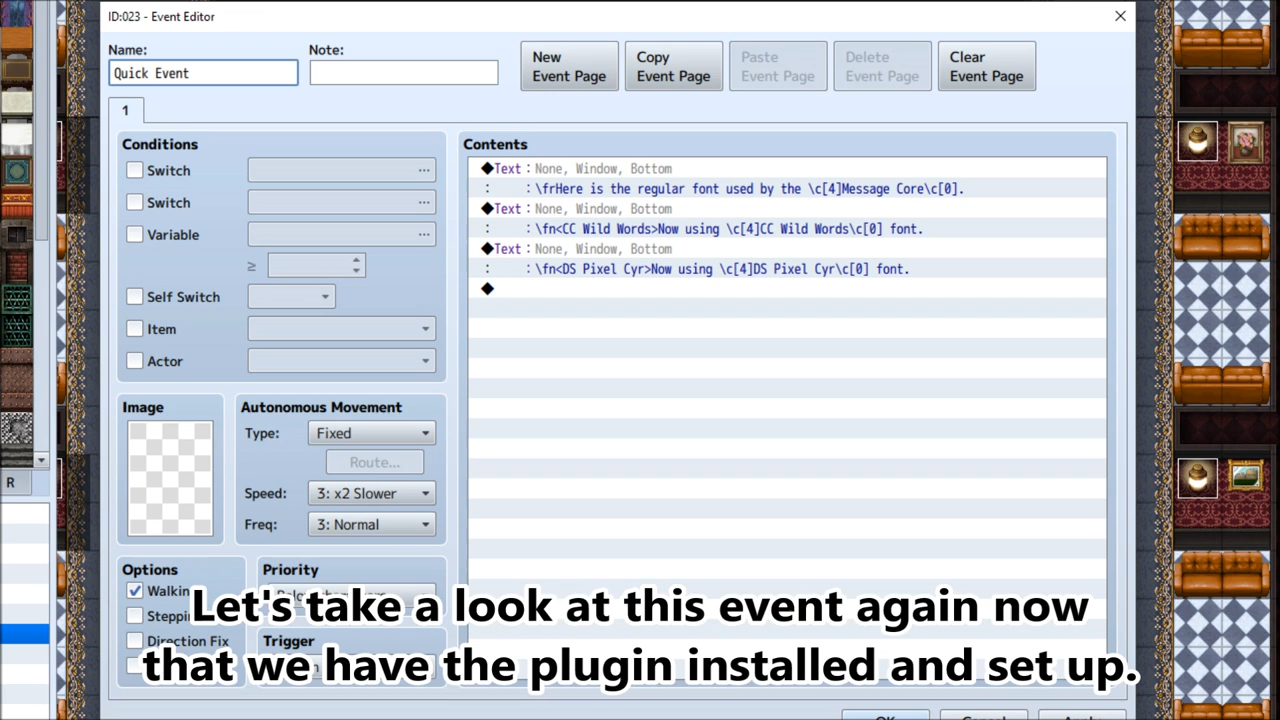 ID:023 - Event Editor
Name:
Note:
Quick Event
New
Event Page
Copy
Event Page
Paste
Event Page
Delete
Event Page
Clear
Event Page
1
Conditions
Switch ...
Switch ...
Variable ...
≥
Self Switch
Item
Actor
Image
Autonomous Movement
Type: Fixed
Route...
Speed: 3: x2 Slower
Freq: 3: Normal
Options
Walkin
Steppi
Direction Fix
Priority
Trigger
Contents
◆Text：None, Window, Bottom
：　：\frHere is the regular font used by the \c[4]Message Core\c[0].
◆Text：None, Window, Bottom
：　：\fn<CC Wild Words>Now using \c[4]CC Wild Words\c[0] font.
◆Text：None, Window, Bottom
：　：\fn<DS Pixel Cyr>Now using \c[4]DS Pixel Cyr\c[0] font.
◆
R
Let's take a look at this event again now
that we have the plugin installed and set up.